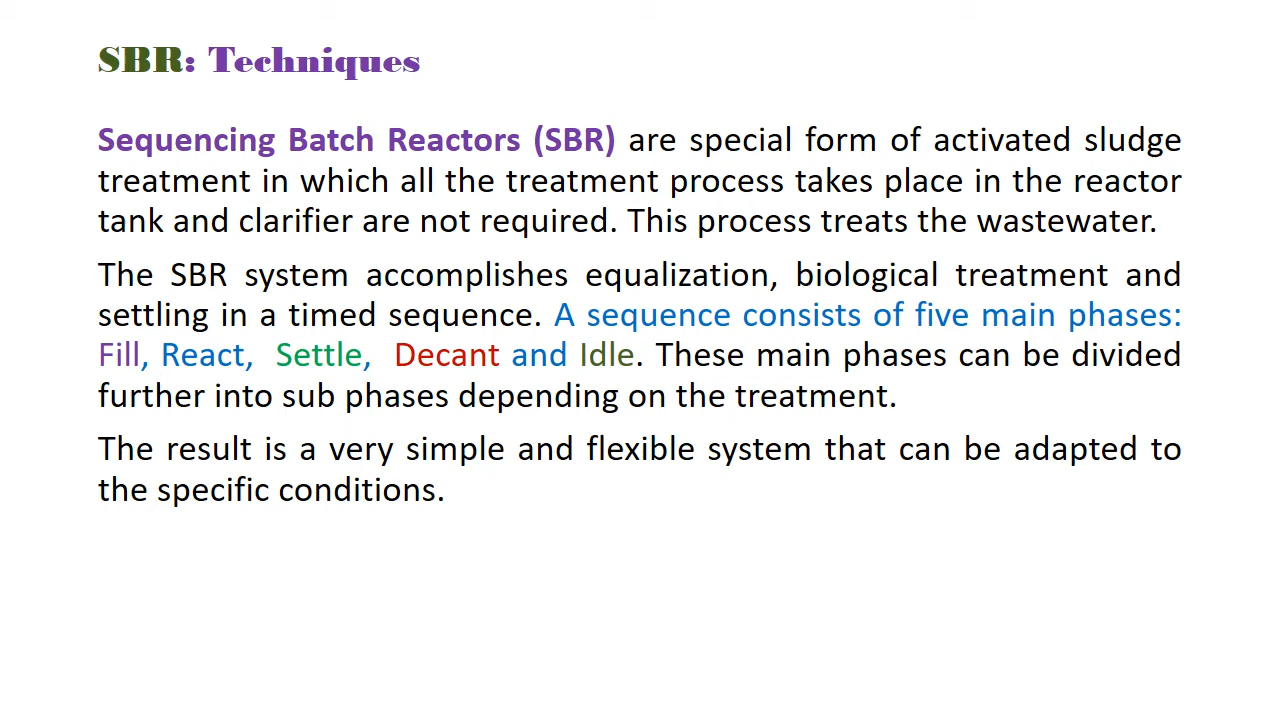 SBR: Techniques
Sequencing Batch Reactors (SBR) are special form of activated sludge
treatment in which all the treatment process takes place in the reactor
tank and clarifier are not required. This process treats the wastewater.
The SBR system accomplishes equalization, biological treatment and
settling in a timed sequence. A sequence consists of five main phases:
Fill, React, Settle, Decant and Idle. These main phases can be divided
further into sub phases depending on the treatment.
The result is a very simple and flexible system that can be adapted to
the specific conditions.